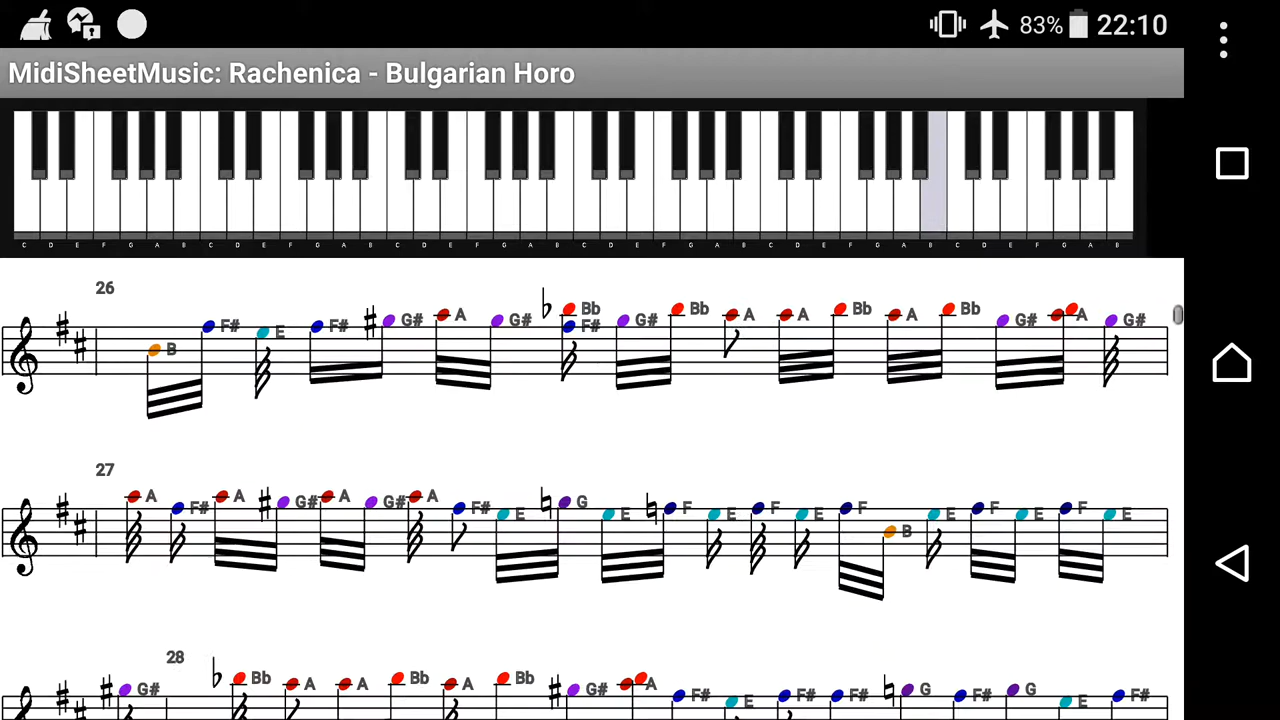 83% 22:10
MidiSheetMusic: Rachenica - Bulgarian Horo
C D E F G A B C D E F G A B C D E F G A B C D E F G A B C D E F G A B C D E F G A B
26
B F# E F# G# A G# Bb F# G# Bb A A Bb A Bb G# A G#
27
A F# A G# A G# A F# E G E F E F E F B E F E F E
28
G# Bb A A Bb A Bb G# A F# E F# F# G F# G E F#